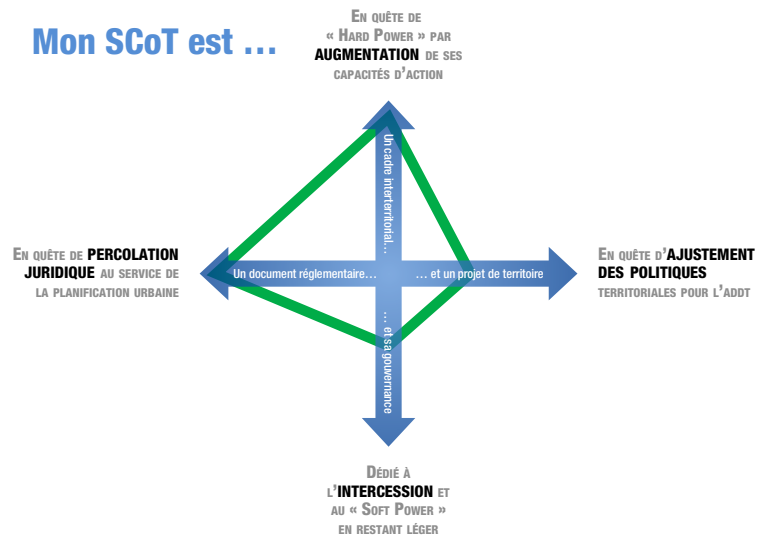 Mon SCoT est …
En quête de
« Hard Power » par
augmentation de ses
capacités d'action
Un cadre interterritorial…
En quête de percolation
juridique au service de
la planification urbaine
Un document réglementaire…
… et un projet de territoire
En quête d'ajustement
des politiques
territoriales pour l'ADDT
… et sa gouvernance
Dédié à
l'intercession et
au « Soft Power »
en restant léger